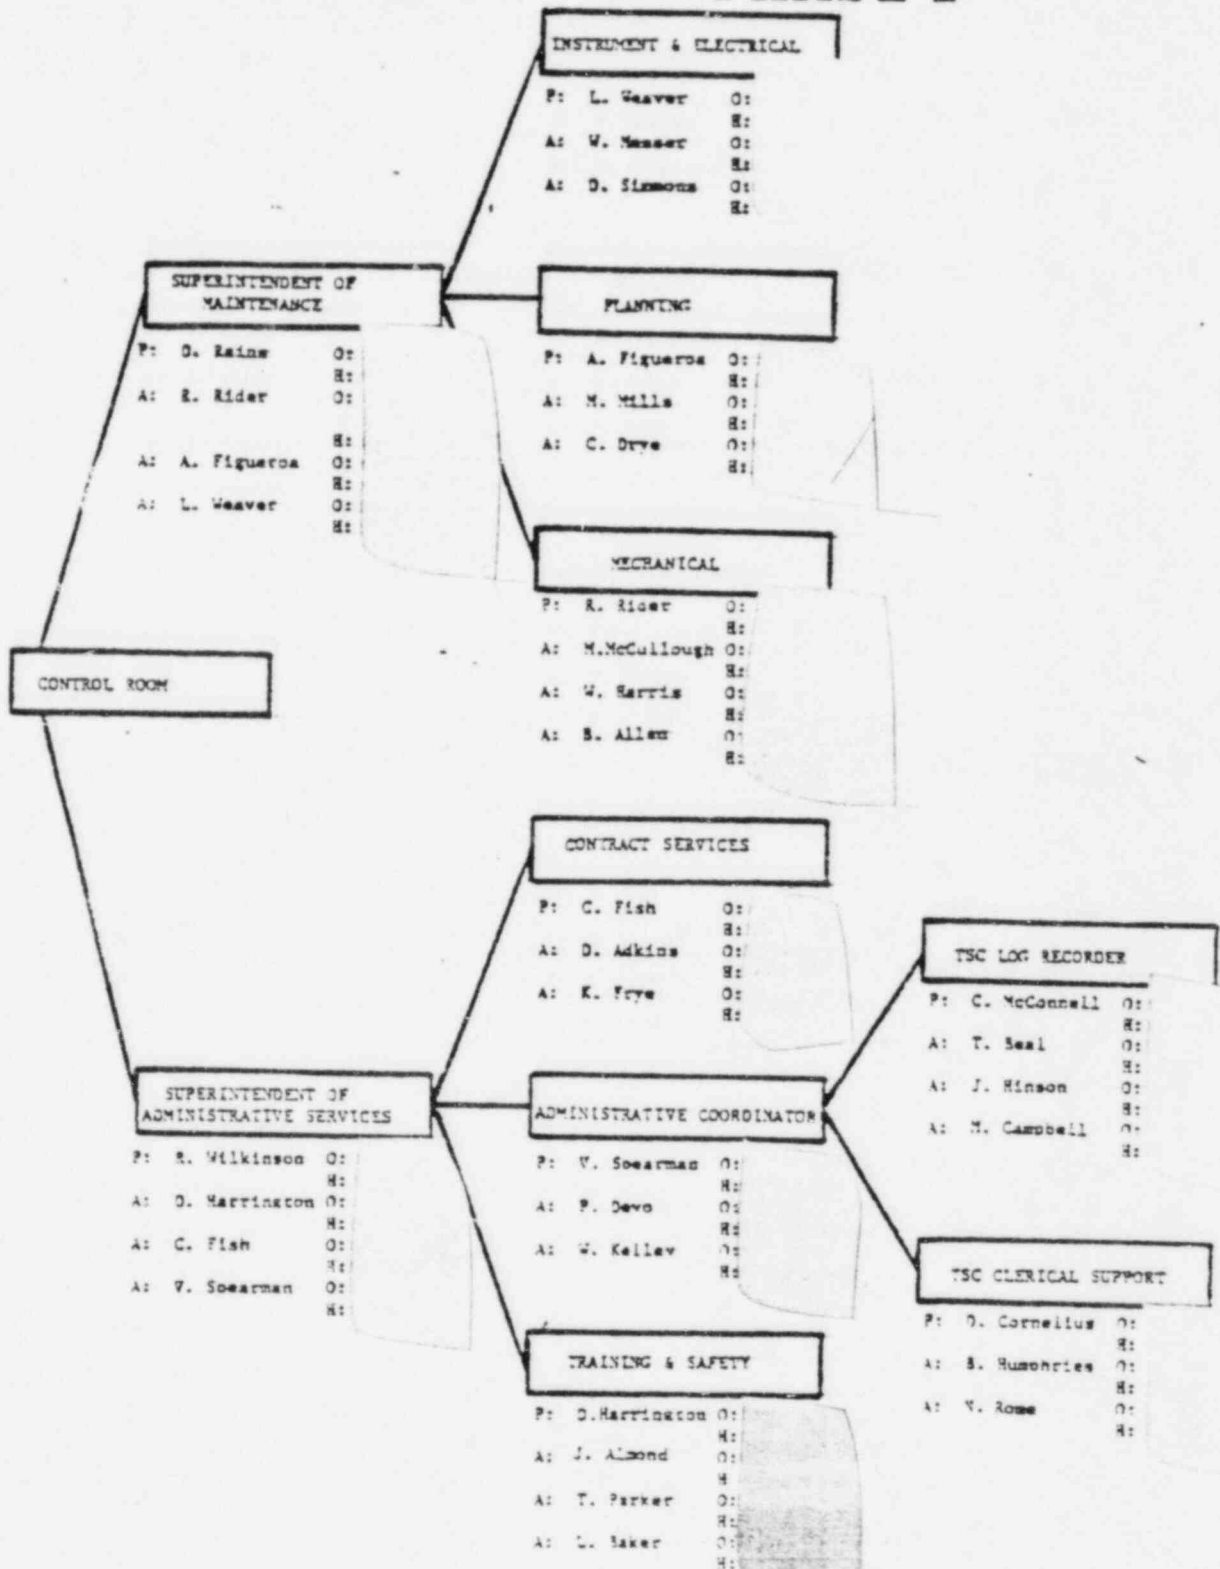 INSTRUMENT & ELECTRICAL
P: L. Weaver O:
H:
A: W. Messer O:
H:
A: D. Simmons O:
H:
SUPERINTENDENT OF
MAINTENANCE
P: D. Rains O:
H:
A: R. Rider O:
H:
A: A. Figueroa O:
H:
A: L. Weaver O:
H:
PLANNING
P: A. Figueroa O:
H:
A: M. Mills O:
H:
A: C. Drye O:
H:
MECHANICAL
P: R. Rider O:
H:
A: M.McCullough O:
H:
A: W. Harris O:
H:
A: B. Allen O:
H:
CONTROL ROOM
CONTRACT SERVICES
P: C. Fish O:
H:
A: D. Adkins O:
H:
A: K. Frye O:
H:
TSC LOG RECORDER
P: C. McConnell O:
H:
A: T. Beal O:
H:
A: J. Hinson O:
H:
A: M. Campbell O:
H:
SUPERINTENDENT OF
ADMINISTRATIVE SERVICES
P: R. Wilkinson O:
H:
A: D. Harrington O:
H:
A: C. Fish O:
H:
A: V. Spearman O:
H:
ADMINISTRATIVE COORDINATOR
P: V. Spearman O:
H:
A: P. Deyo O:
H:
A: W. Kelley O:
H:
TSC CLERICAL SUPPORT
P: D. Cornelius O:
H:
A: B. Humphries O:
H:
A: Rowe O:
H:
TRAINING & SAFETY
P: D.Harrington O:
H:
A: J. Almond O:
H
A: T. Parker O:
H:
A: L. Baker O:
H: